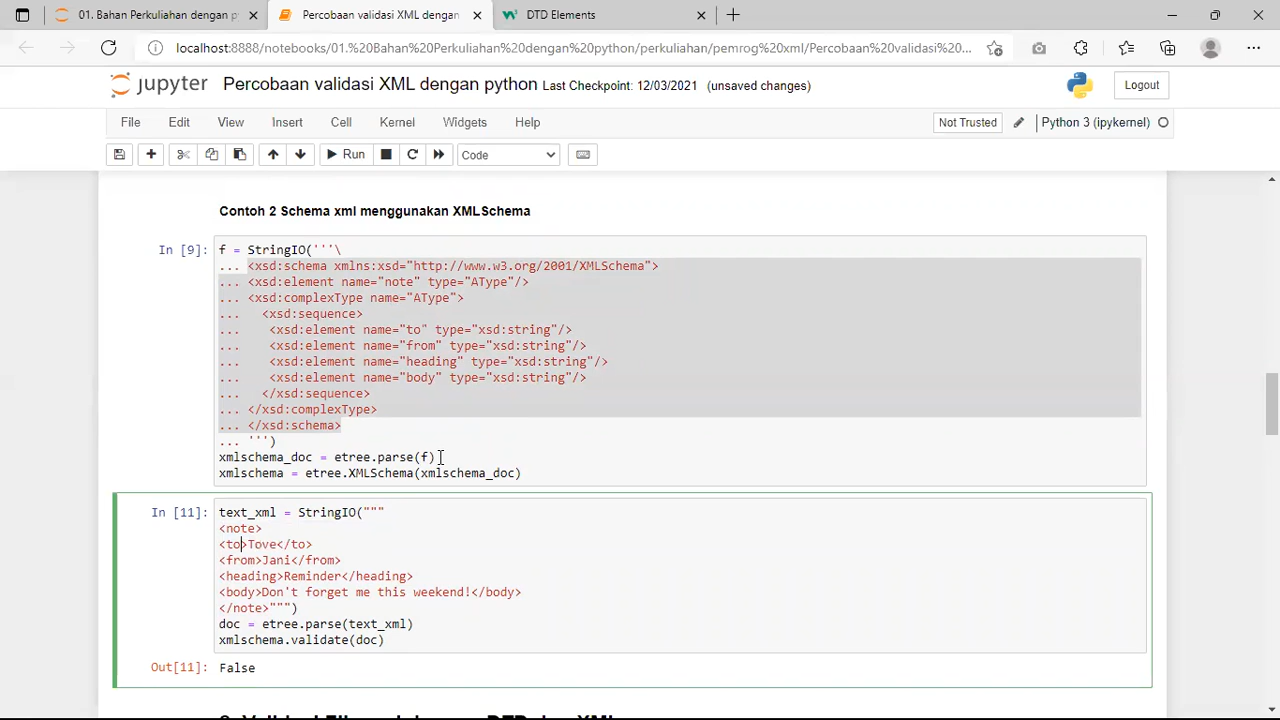 01. Bahan Perkuliahan dengan p
Percobaan validasi XML dengan
DTD Elements
localhost:8888/notebooks/01.%20Bahan%20Perkuliahan%20dengan%20python/perkuliahan/pemrog%20xml/Percobaan%20validasi%20...
jupyter Percobaan validasi XML dengan python Last Checkpoint: 12/03/2021 (unsaved changes)
Logout
File Edit View Insert Cell Kernel Widgets Help
Not Trusted
Python 3 (ipykernel)
Run
Code
Contoh 2 Schema xml menggunakan XMLSchema
In [9]: f = StringIO('''\
... <xsd:schema xmlns:xsd="http://www.w3.org/2001/XMLSchema">
... <xsd:element name="note" type="AType"/>
... <xsd:complexType name="AType">
...   <xsd:sequence>
...    <xsd:element name="to" type="xsd:string"/>
...    <xsd:element name="from" type="xsd:string"/>
...    <xsd:element name="heading" type="xsd:string"/>
...    <xsd:element name="body" type="xsd:string"/>
...   </xsd:sequence>
... </xsd:complexType>
... </xsd:schema>
... ''')
xmlschema_doc = etree.parse(f)
xmlschema = etree.XMLSchema(xmlschema_doc)
In [11]: text_xml = StringIO("""
<note>
<to>Tove</to>
<from>Jani</from>
<heading>Reminder</heading>
<body>Don't forget me this weekend!</body>
</note>""")
doc = etree.parse(text_xml)
xmlschema.validate(doc)
Out[11]: False